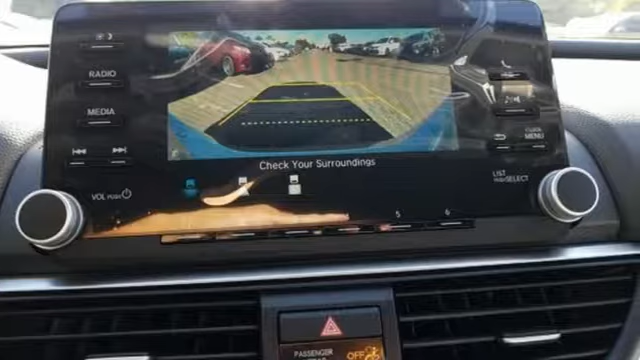 RADIO
MEDIA
VOL PUSH
Check Your Surroundings
CLOCK
MENU
LIST
PUSH SELECT
5
6
PASSENGER
OFF